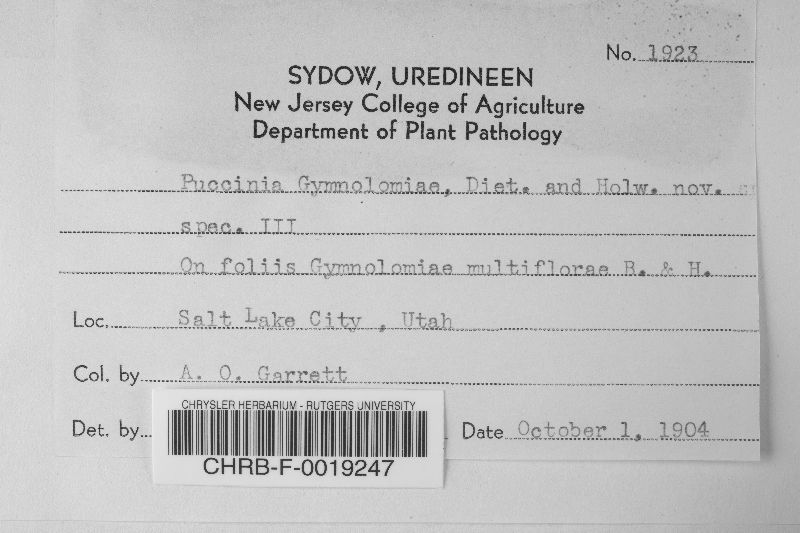 No. 1923
SYDOW, UREDINEEN
New Jersey College of Agriculture
Department of Plant Pathology
Puccinia Gymnolomiae, Diet. and Holw. nov.
spec. III
On foliis Gymnolomiae multiflorae B. & H.
Loc. Salt Lake City , Utah
Col. by A. O. Garrett
Det. by
Date October 1, 1904
CHRYSLER HERBARIUM - RUTGERS UNIVERSITY
CHRB-F-0019247